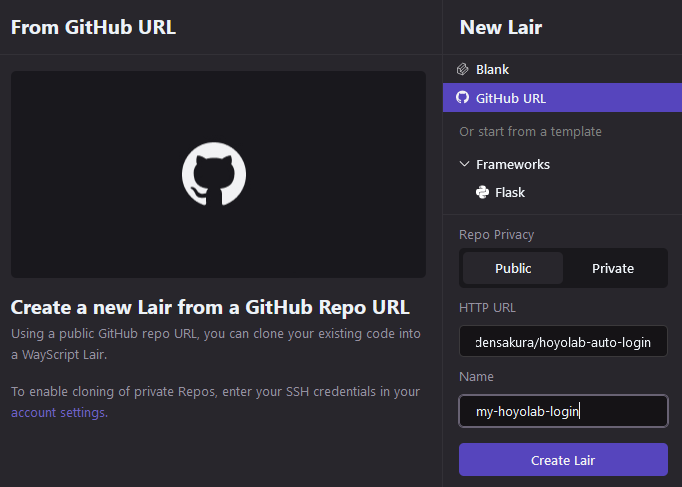 From GitHub URL
Create a new Lair from a GitHub Repo URL
Using a public GitHub repo URL, you can clone your existing code into
a WayScript Lair.
To enable cloning of private Repos, enter your SSH credentials in your
account settings.
New Lair
Blank
GitHub URL
Or start from a template
Frameworks
Flask
Repo Privacy
Public Private
HTTP URL
densakura/hoyolab-auto-login
Name
my-hoyolab-login
Create Lair